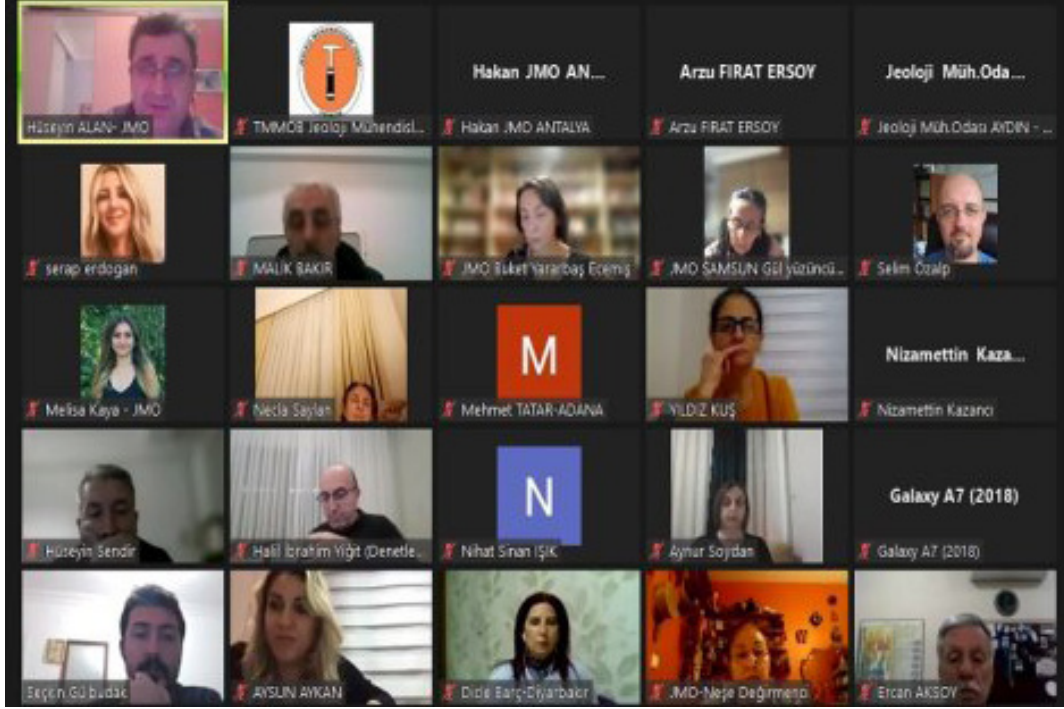 Hüseyin ALAN- JMO
TMMOB Jeoloji Mühendisl...
Hakan JMO AN...
Hakan JMO ANTALYA
Arzu FIRAT ERSOY
Arzu FIRAT ERSOY
Jeoloji Müh.Oda...
Jeoloji Müh.Odası AYDIN - ...
serap erdogan
MALİK BAKIR
JMO Buket Yararbaş Ecemiş
JMO SAMSUN Gül yüzüncü...
Selim Özalp
Melisa Kaya - JMO
Necla Saylan
M
Mehmet TATAR-ADANA
YILDIZ KUŞ
Nizamettin Kaza...
Nizamettin Kazancı
Hüseyin Sendir
Halil İbrahim Yiğit (Denetle...
N
Nihat Sinan IŞIK
Aynur Soydan
Galaxy A7 (2018)
Galaxy A7 (2018)
Seçkin Gülbudak
AYSUN AYKAN
Dicle Barç-Diyarbakır
JMO-Neşe Değirmenci
Ercan AKSOY